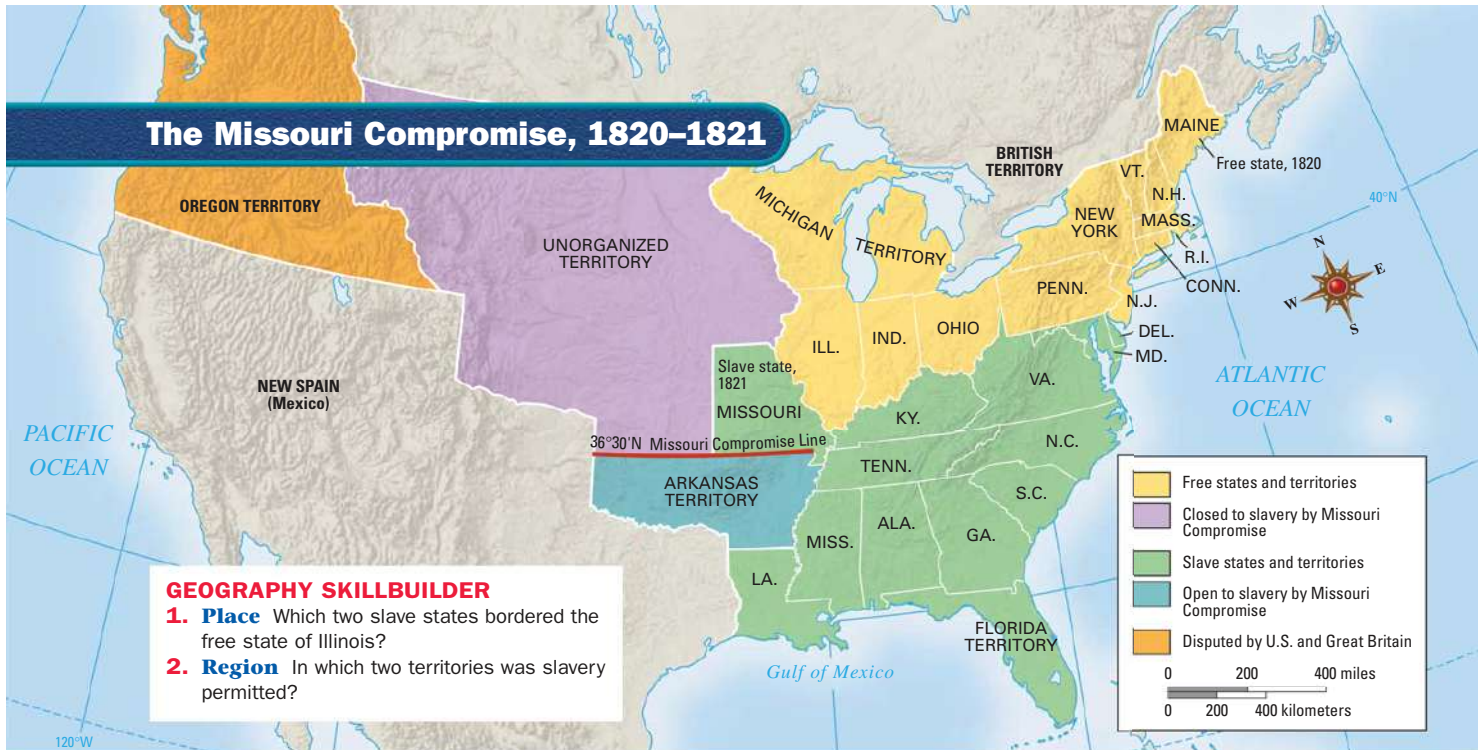 The Missouri Compromise, 1820–1821
OREGON TERRITORY
UNORGANIZED
TERRITORY
NEW SPAIN
(Mexico)
PACIFIC
OCEAN
BRITISH
TERRITORY
MICHIGAN
TERRITORY
MAINE
Free state, 1820
VT.
N.H.
NEW
YORK
MASS.
R.I.
CONN.
PENN.
N.J.
DEL.
MD.
OHIO
IND.
ILL.
Slave state,
1821
MISSOURI
36°30'N Missouri Compromise Line
ARKANSAS
TERRITORY
KY.
VA.
N.C.
TENN.
S.C.
MISS.
ALA.
GA.
LA.
FLORIDA
TERRITORY
Gulf of Mexico
ATLANTIC
OCEAN
40°N
120°W
N
E
W
S
GEOGRAPHY SKILLBUILDER
1. Place Which two slave states bordered the
free state of Illinois?
2. Region In which two territories was slavery
permitted?
Free states and territories
Closed to slavery by Missouri
Compromise
Slave states and territories
Open to slavery by Missouri
Compromise
Disputed by U.S. and Great Britain
0 200 400 miles
0 200 400 kilometers